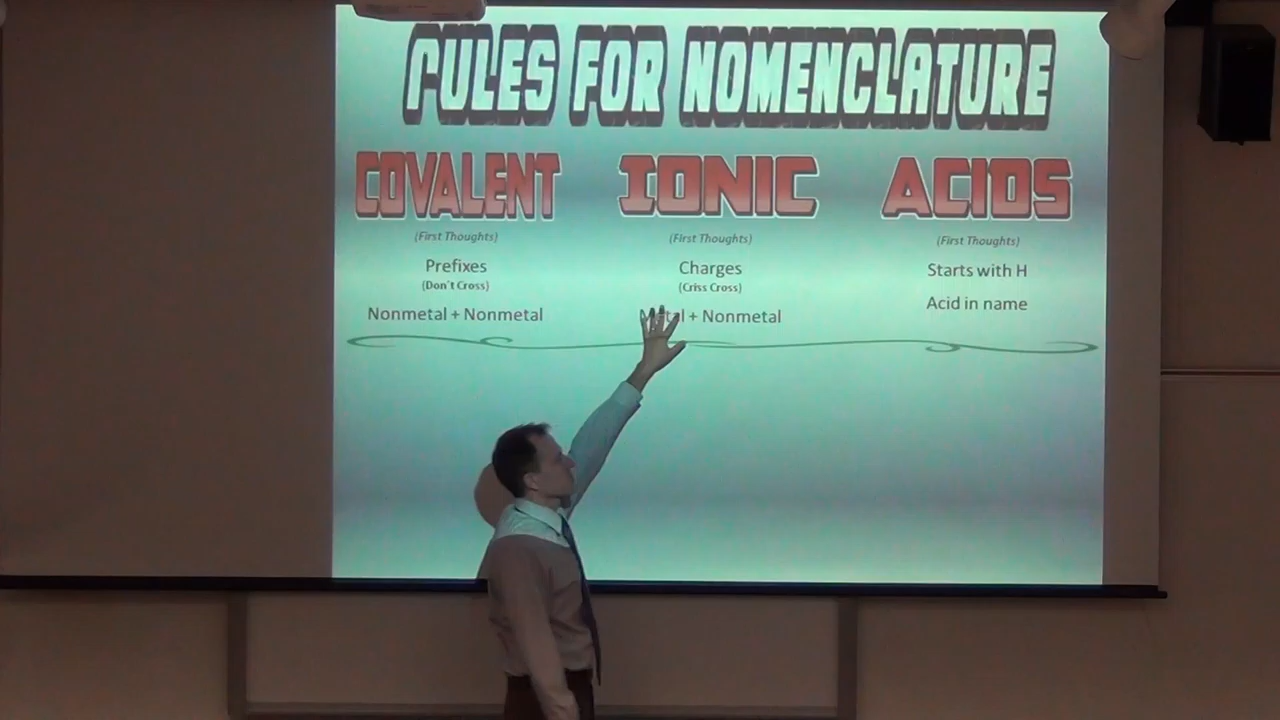 RULES FOR NOMENCLATURE
COVALENT
(First Thoughts)
Prefixes
(Don't Cross)
Nonmetal + Nonmetal
IONIC
(First Thoughts)
Charges
(Criss Cross)
Metal + Nonmetal
ACIDS
(First Thoughts)
Starts with H
Acid in name